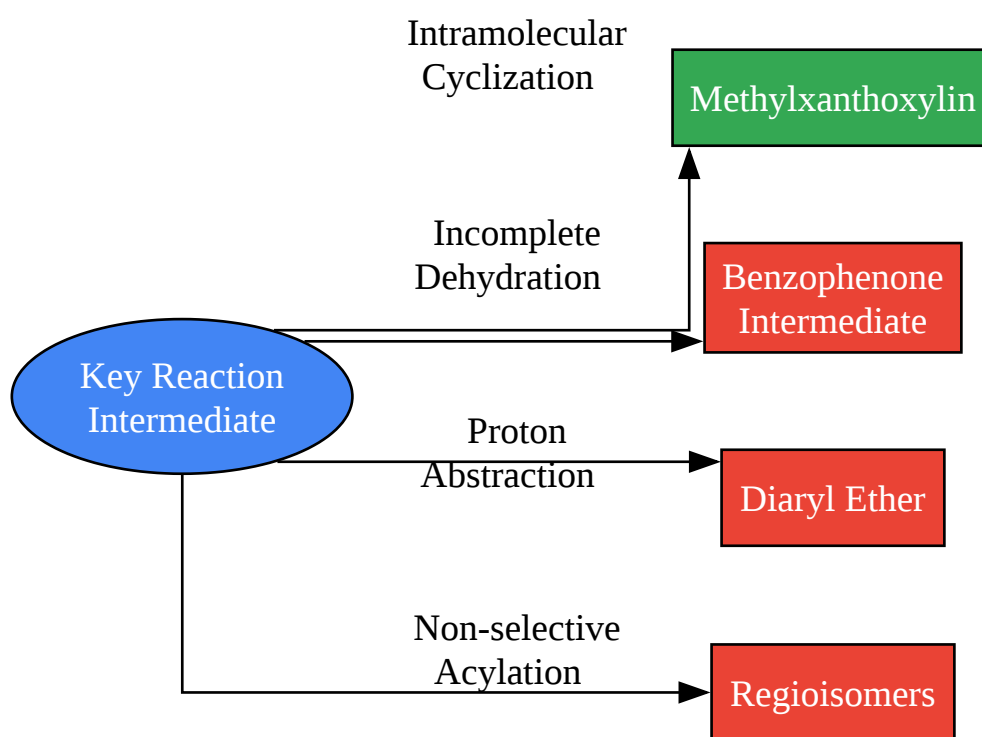 Intramolecular
Cyclization
Methylxanthoxylin
Incomplete
Dehydration
Benzophenone
Intermediate
Key Reaction
Intermediate
Proton
Abstraction
Diaryl Ether
Non-selective
Acylation
Regioisomers